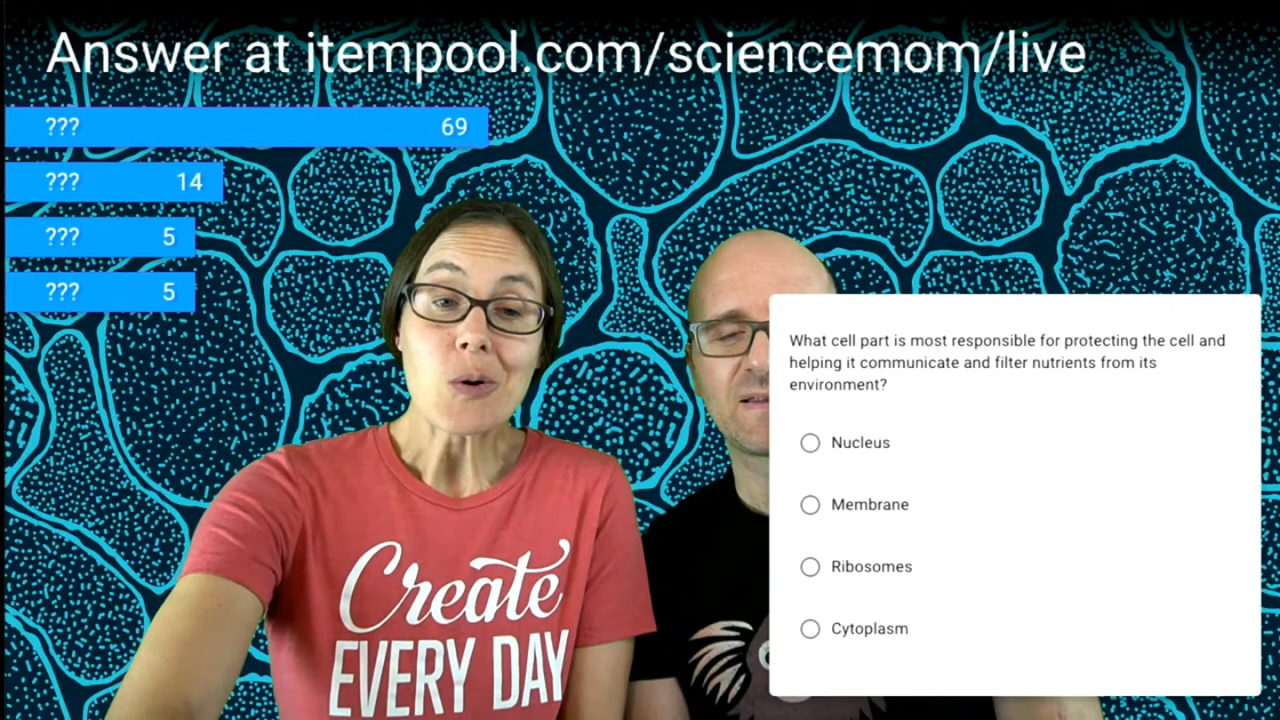 Answer at itempool.com/sciencemom/live
??? 69
??? 14
??? 5
??? 5
What cell part is most responsible for protecting the cell and
helping it communicate and filter nutrients from its
environment?
Nucleus
Membrane
Ribosomes
Cytoplasm
Create
EVERY DAY